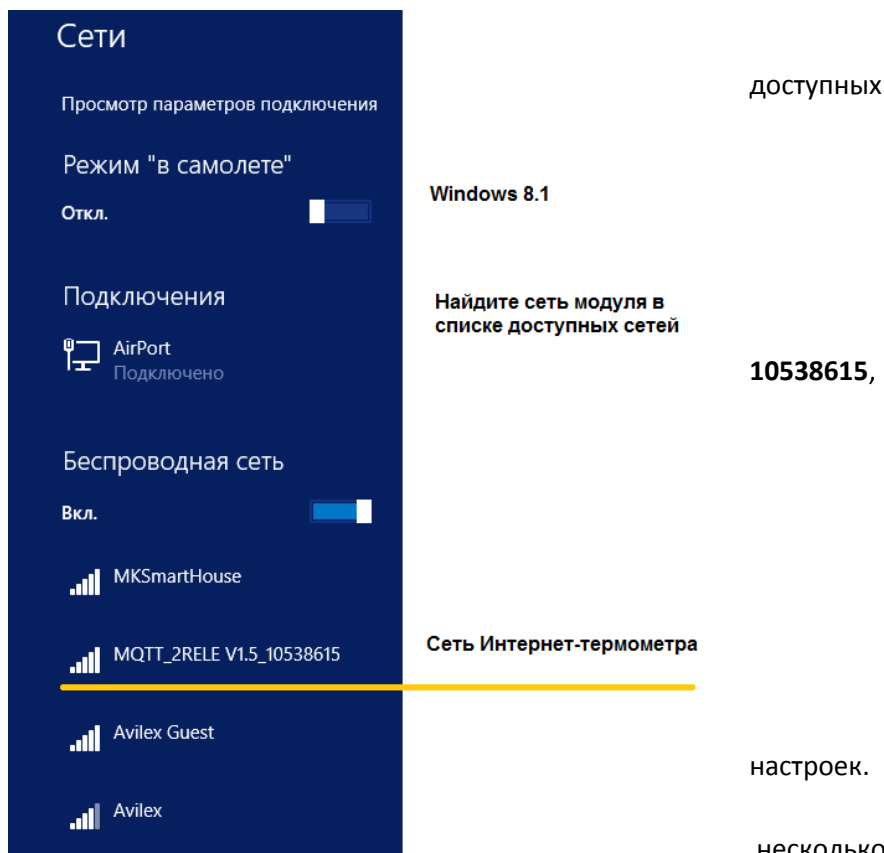 Сети
Просмотр параметров подключения
Режим "в самолете"
Откл.
Подключения
AirPort
Подключено
Беспроводная сеть
Вкл.
MKSmartHouse
MQTT_2RELE V1.5_10538615
Avilex Guest
Avilex
Windows 8.1
Найдите сеть модуля в
списке доступных сетей
Сеть Интернет-термометра
доступных
10538615,
настроек.
несколько